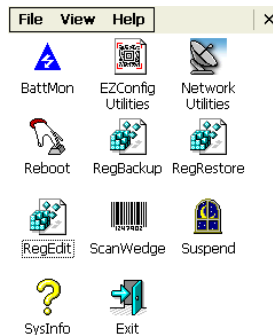 File View Help ×
BattMon EZConfig Utilities Network Utilities
Reboot RegBackup RegRestore
RegEdit ScanWedge Suspend
SysInfo Exit